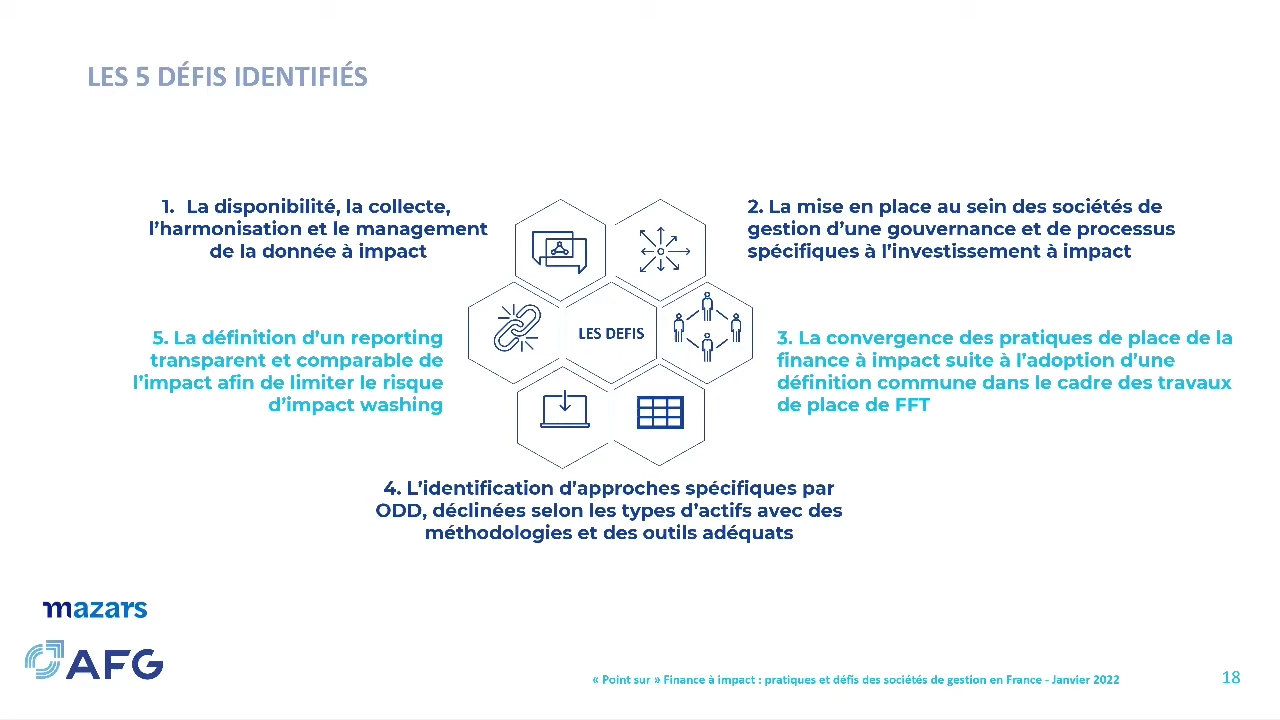 LES 5 DÉFIS IDENTIFIÉS
1. La disponibilité, la collecte,
l’harmonisation et le management
de la donnée à impact
2. La mise en place au sein des sociétés de
gestion d’une gouvernance et de processus
spécifiques à l’investissement à impact
LES DEFIS
3. La convergence des pratiques de place de la
finance à impact suite à l’adoption d’une
définition commune dans le cadre des travaux
de place de FFT
4. L’identification d’approches spécifiques par
ODD, déclinées selon les types d’actifs avec des
méthodologies et des outils adéquats
5. La définition d’un reporting
transparent et comparable de
l’impact afin de limiter le risque
d’impact washing
mazars
AFG
« Point sur » Finance à impact : pratiques et défis des sociétés de gestion en France - Janvier 2022
18